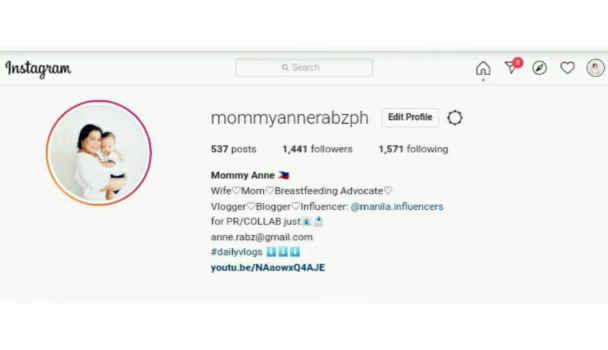 Instagram
Search
9
mommyannerabzph Edit Profile
537 posts 1,441 followers 1,571 following
Mommy Anne 🇵🇭
Wife♡Mom♡Breastfeeding Advocate♡
Vlogger♡Blogger♡Influencer: @manila.influencers
for PR/COLLAB just📧📩
anne.rabz@gmail.com
#dailyvlogs ⬇️⬇️⬇️
youtu.be/NAaowxQ4AJE